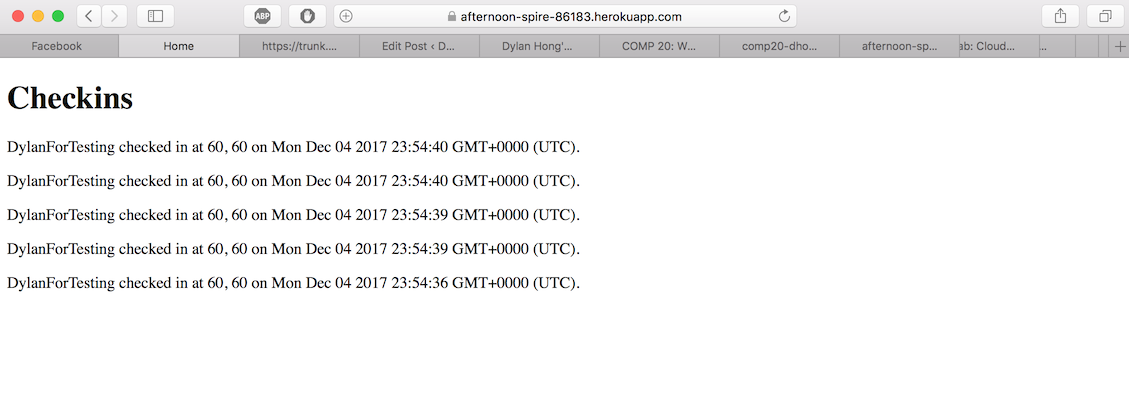 ABP
afternoon-spire-86183.herokuapp.com
Facebook
Home
https://trunk....
Edit Post ‹ D...
Dylan Hong'...
COMP 20: W...
comp20-dho...
afternoon-sp...
ab: Cloud...
...
Checkins
DylanForTesting checked in at 60, 60 on Mon Dec 04 2017 23:54:40 GMT+0000 (UTC).
DylanForTesting checked in at 60, 60 on Mon Dec 04 2017 23:54:40 GMT+0000 (UTC).
DylanForTesting checked in at 60, 60 on Mon Dec 04 2017 23:54:39 GMT+0000 (UTC).
DylanForTesting checked in at 60, 60 on Mon Dec 04 2017 23:54:39 GMT+0000 (UTC).
DylanForTesting checked in at 60, 60 on Mon Dec 04 2017 23:54:36 GMT+0000 (UTC).